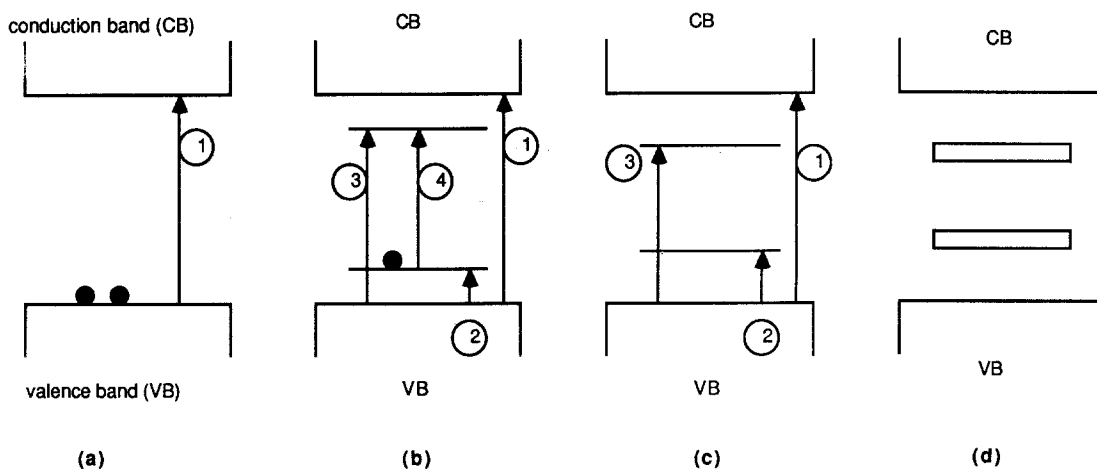 conduction band (CB)
CB
CB
CB
1
3
4
1
2
3
1
2
valence band (VB)
VB
VB
VB
(a)
(b)
(c)
(d)